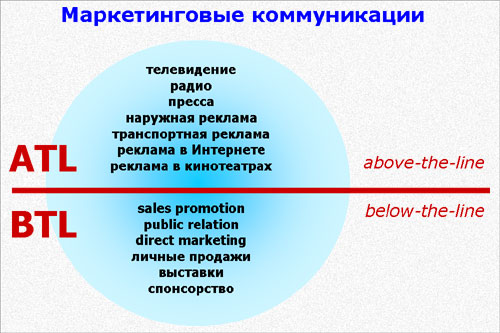 Маркетинговые коммуникации
телевидение
радио
пресса
наружная реклама
транспортная реклама
реклама в Интернете
реклама в кинотеатрах
ATL
above-the-line
BTL
below-the-line
sales promotion
public relation
direct marketing
личные продажи
выставки
спонсорство